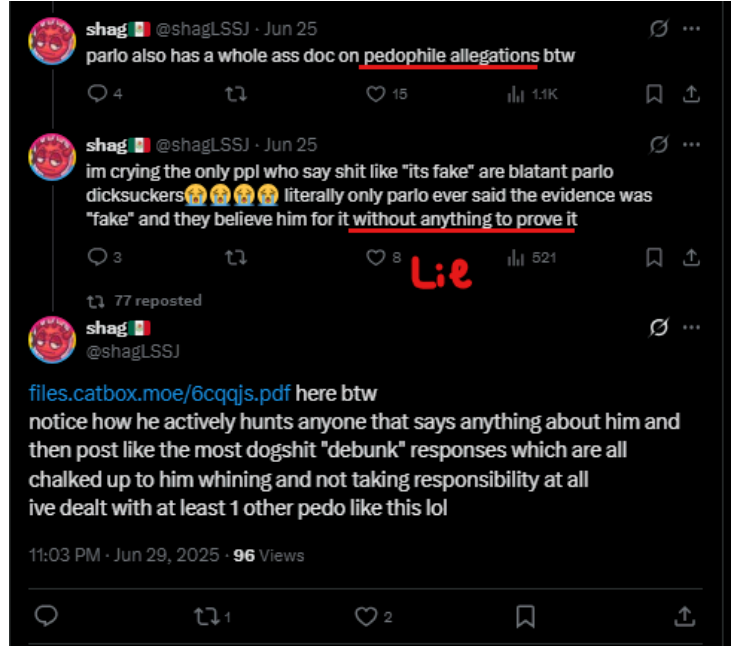 shag🇲🇽 @shagLSSJ · Jun 25
parlo also has a whole ass doc on pedophile allegations btw
4 15 1.1K
shag🇲🇽 @shagLSSJ · Jun 25
im crying the only ppl who say shit like "its fake" are blatant parlo
dicksuckers😭😭😭😭 literally only parlo ever said the evidence was
"fake" and they believe him for it without anything to prove it
3 8 521
Lie
77 reposted
shag🇲🇽
@shagLSSJ
files.catbox.moe/6cqqjs.pdf here btw
notice how he actively hunts anyone that says anything about him and
then post like the most dogshit "debunk" responses which are all
chalked up to him whining and not taking responsibility at all
ive dealt with at least 1 other pedo like this lol
11:03 PM · Jun 29, 2025 · 96 Views
1 2